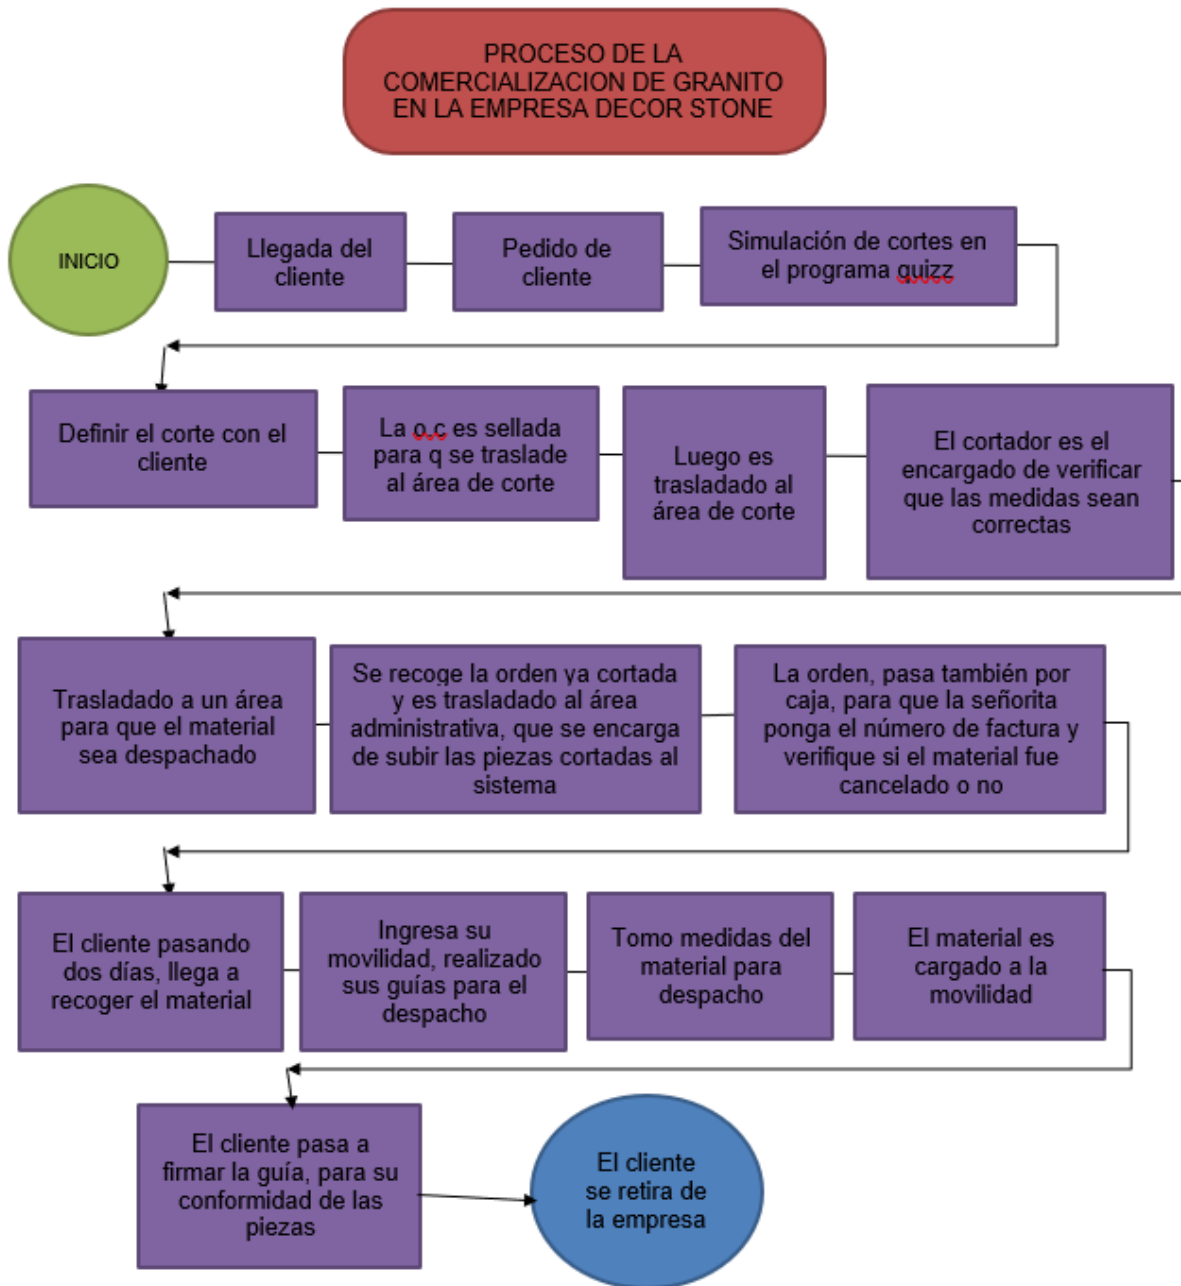 PROCESO DE LA
COMERCIALIZACION DE GRANITO
EN LA EMPRESA DECOR STONE
INICIO
Llegada del
cliente
Pedido de
cliente
Simulación de cortes en
el programa quizz
Definir el corte con el
cliente
La o.c es sellada
para q se traslade
al área de corte
Luego es
trasladado al
área de corte
El cortador es el
encargado de verificar
que las medidas sean
correctas
Trasladado a un área
para que el material
sea despachado
Se recoge la orden ya cortada
y es trasladado al área
administrativa, que se encarga
de subir las piezas cortadas al
sistema
La orden, pasa también por
caja, para que la señorita
ponga el número de factura y
verifique si el material fue
cancelado o no
El cliente pasando
dos días, llega a
recoger el material
Ingresa su
movilidad, realizado
sus guías para el
despacho
Tomo medidas del
material para
despacho
El material es
cargado a la
movilidad
El cliente pasa a
firmar la guía, para su
conformidad de las
piezas
El cliente
se retira de
la empresa